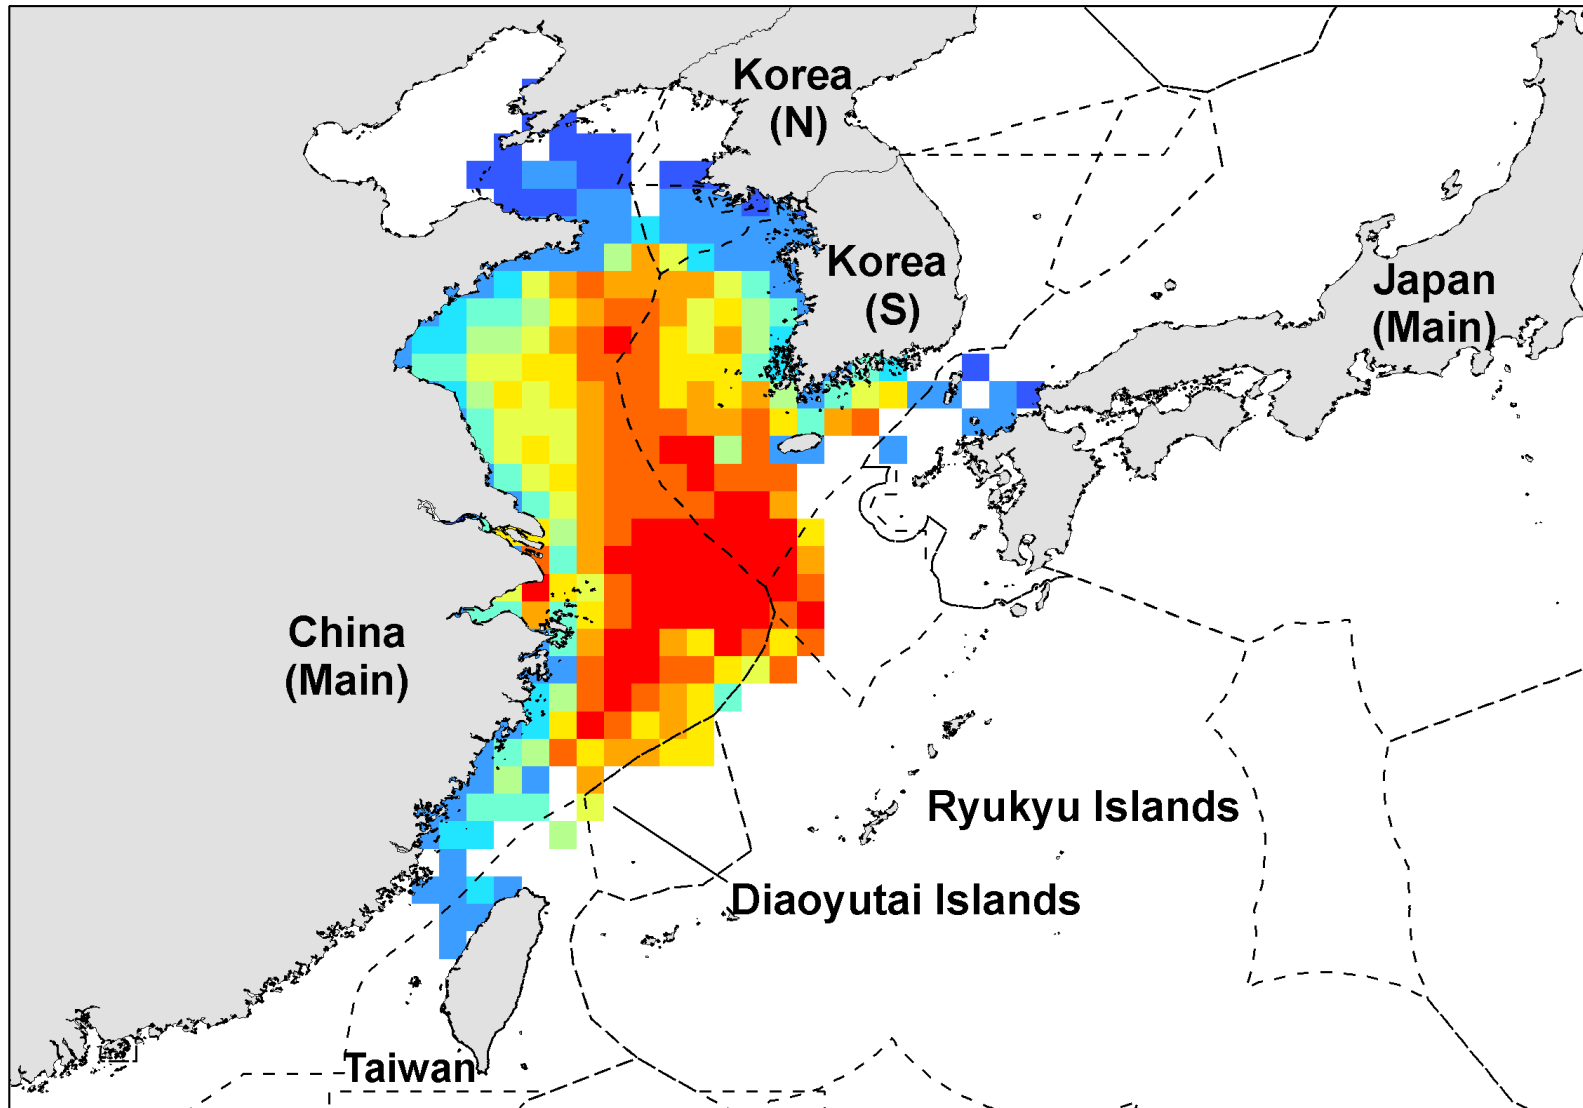 Korea
(N)
Korea
(S)
Japan
(Main)
China
(Main)
Ryukyu Islands
Diaoyutai Islands
Taiwan